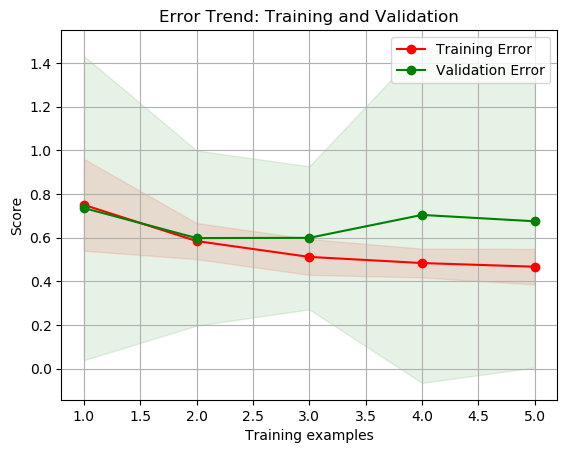 Error Trend: Training and Validation
Training Error
Validation Error
Score
1.4
1.2
1.0
0.8
0.6
0.4
0.2
0.0
1.0 1.5 2.0 2.5 3.0 3.5 4.0 4.5 5.0
Training examples